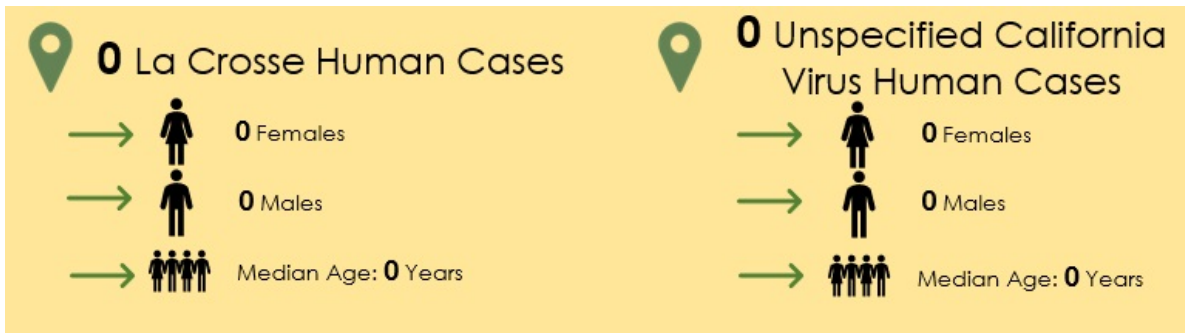 0 La Crosse Human Cases
0 Females
0 Males
Median Age: 0 Years
0 Unspecified California
Virus Human Cases
0 Females
0 Males
Median Age: 0 Years